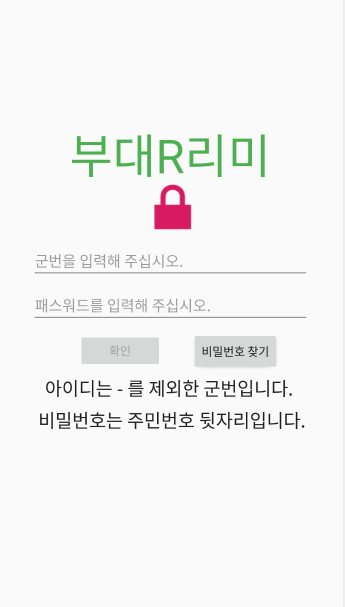 부대R리미
군번을 입력해 주십시오.
패스워드를 입력해 주십시오.
확인 비밀번호 찾기
아이디는 - 를 제외한 군번입니다.
비밀번호는 주민번호 뒷자리입니다.